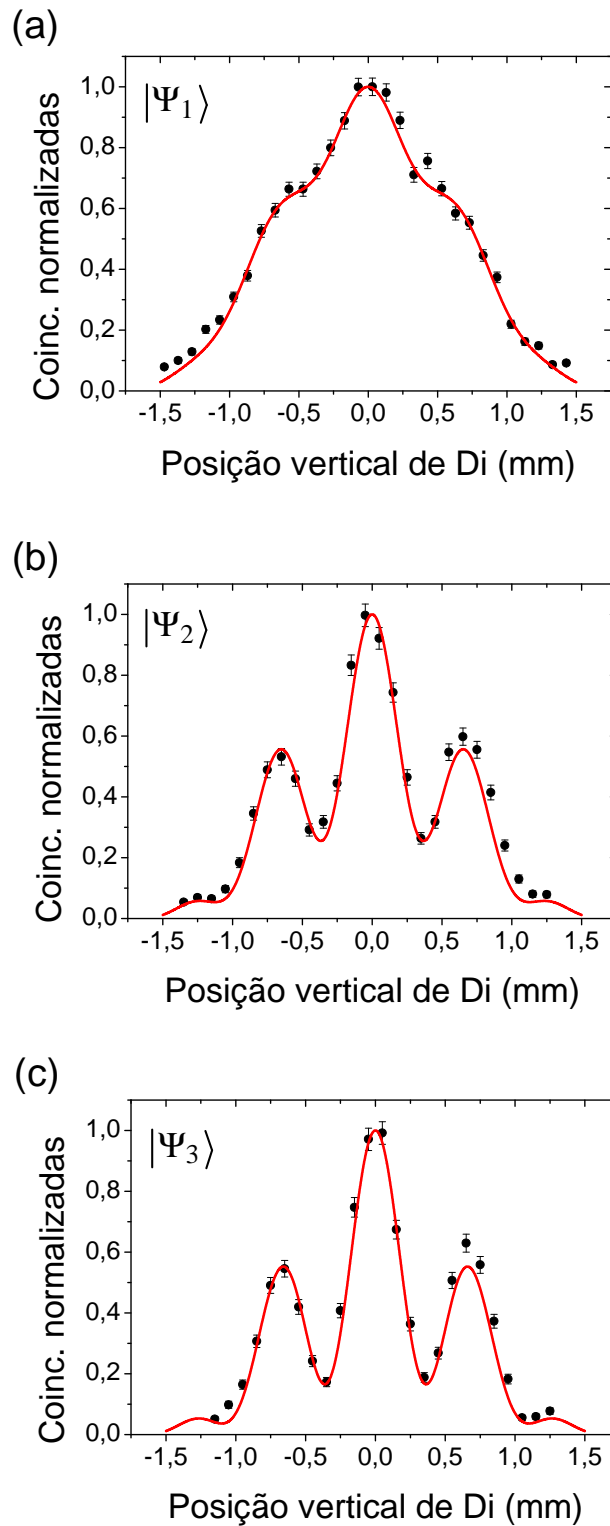 (a)
|Ψ1⟩
1,0
0,8
0,6
0,4
0,2
0,0
Coinc. normalizadas
-1,5 -1,0 -0,5 0,0 0,5 1,0 1,5
Posição vertical de Di (mm)
(b)
|Ψ2⟩
1,0
0,8
0,6
0,4
0,2
0,0
Coinc. normalizadas
-1,5 -1,0 -0,5 0,0 0,5 1,0 1,5
Posição vertical de Di (mm)
(c)
|Ψ3⟩
1,0
0,8
0,6
0,4
0,2
0,0
Coinc. normalizadas
-1,5 -1,0 -0,5 0,0 0,5 1,0 1,5
Posição vertical de Di (mm)